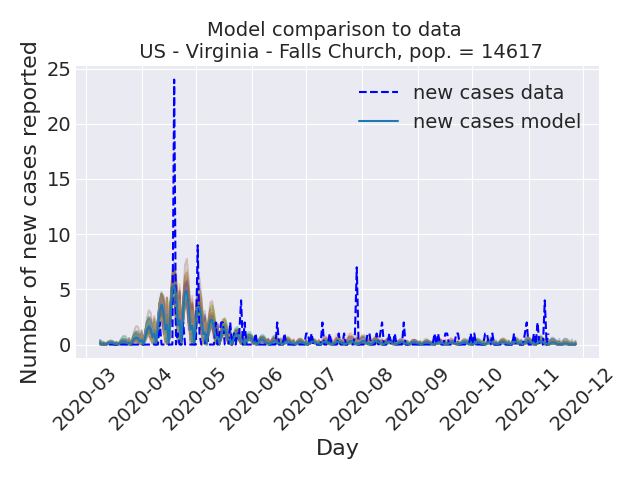 Model comparison to data
US - Virginia - Falls Church, pop. = 14617
Number of new cases reported
25
20
15
10
5
0
new cases data
new cases model
2020-03
2020-04
2020-05
2020-06
2020-07
2020-08
2020-09
2020-10
2020-11
2020-12
Day